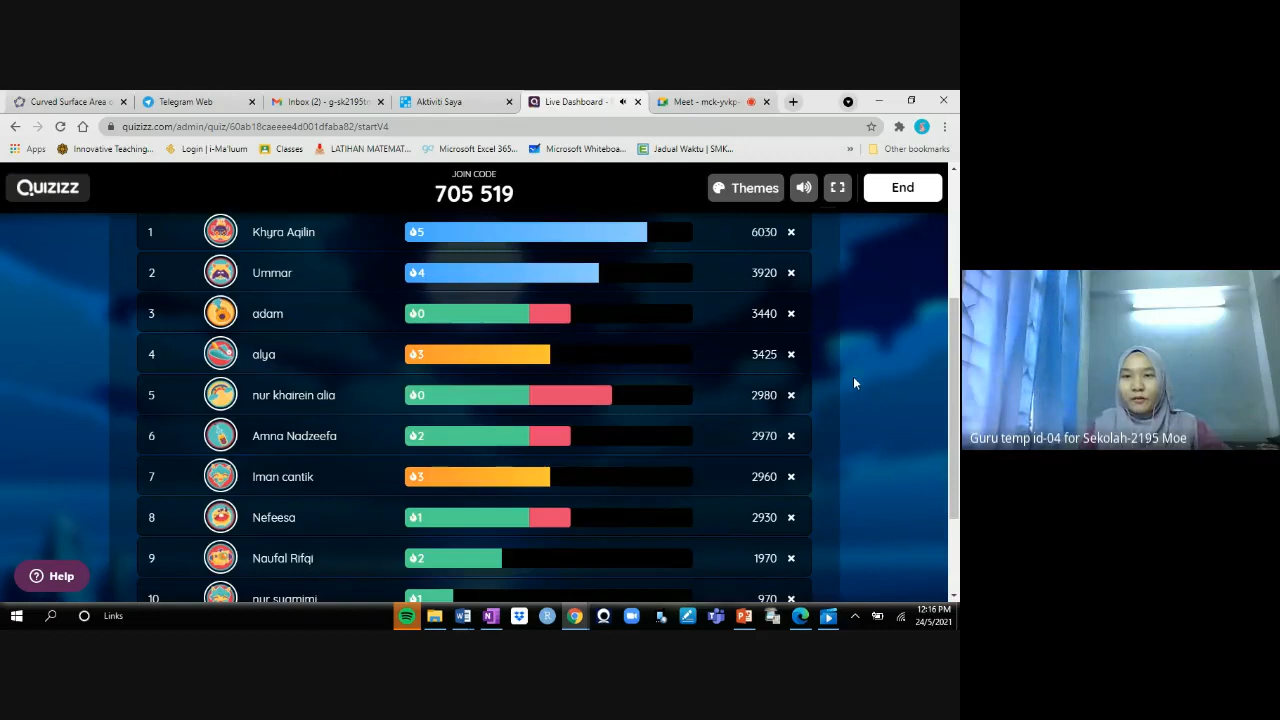 Curved Surface Area o
Telegram Web
Inbox (2) - g-sk2195tn
Aktiviti Saya
Live Dashboard -
Meet - mck-yvkp-
quizizz.com/admin/quiz/60ab18caeeee4d001dfaba82/startV4
Apps
Innovative Teaching...
Login | i-Ma'luum
Classes
LATIHAN MATEMAT...
Microsoft Excel 365...
Microsoft Whiteboa...
Jadual Waktu | SMK...
»
Other bookmarks
Quizizz
JOIN CODE
705 519
Themes
End
1 Khyra Aqilin 5 6030
2 Ummar 4 3920
3 adam 0 3440
4 alya 3 3425
5 nur khairein alia 0 2980
6 Amna Nadzeefa 2 2970
7 Iman cantik 3 2960
8 Nefeesa 1 2930
9 Naufal Rifqi 2 1970
10 nur suamimi 1 970
Help
Guru temp id-04 for Sekolah-2195 Moe
Links
12:16 PM
24/5/2021